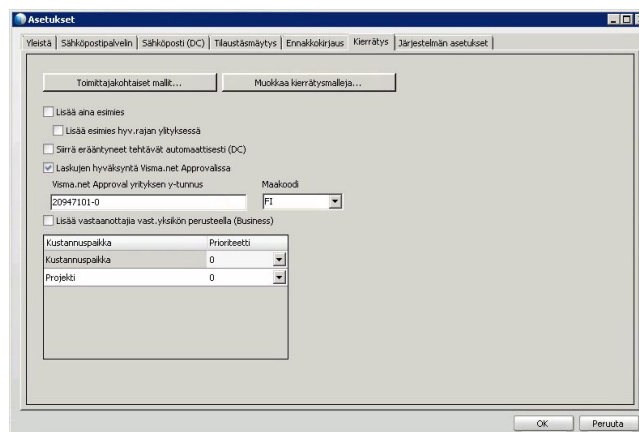 Asetukset
Yleistä Sähköpostipalvelin Sähköposti (DC) Tilaustäsmäytys Ennakkokirjaus Kierrätys Järjestelmän asetukset
Toimittajakohtaiset mallit... Muokkaa kierrätysmalleja...
Lisää aina esimies
Lisää esimies hyv.rajan ylityksessä
Siirrä erääntyneet tehtävät automaattisesti (DC)
Laskujen hyväksyntä Visma.net Approvalissa
Visma.net Approval yrityksen y-tunnus Maakoodi
20947101-0 FI
Lisää vastaanottajia vast.yksikön perusteella (Business)
Kustannuspaikka Prioriteetti
Kustannuspaikka 0
Projekti 0
OK Peruuta